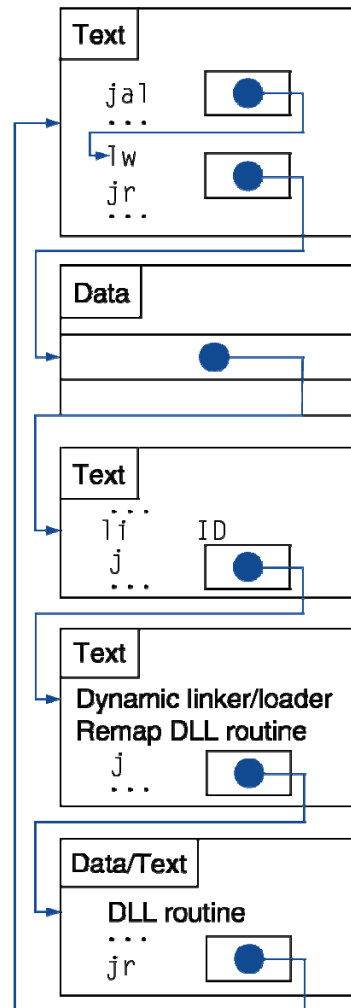 Text
jal
...
lw
jr
...
Data
Text
...
li ID
j
...
Text
Dynamic linker/loader
Remap DLL routine
j
...
Data/Text
DLL routine
...
jr